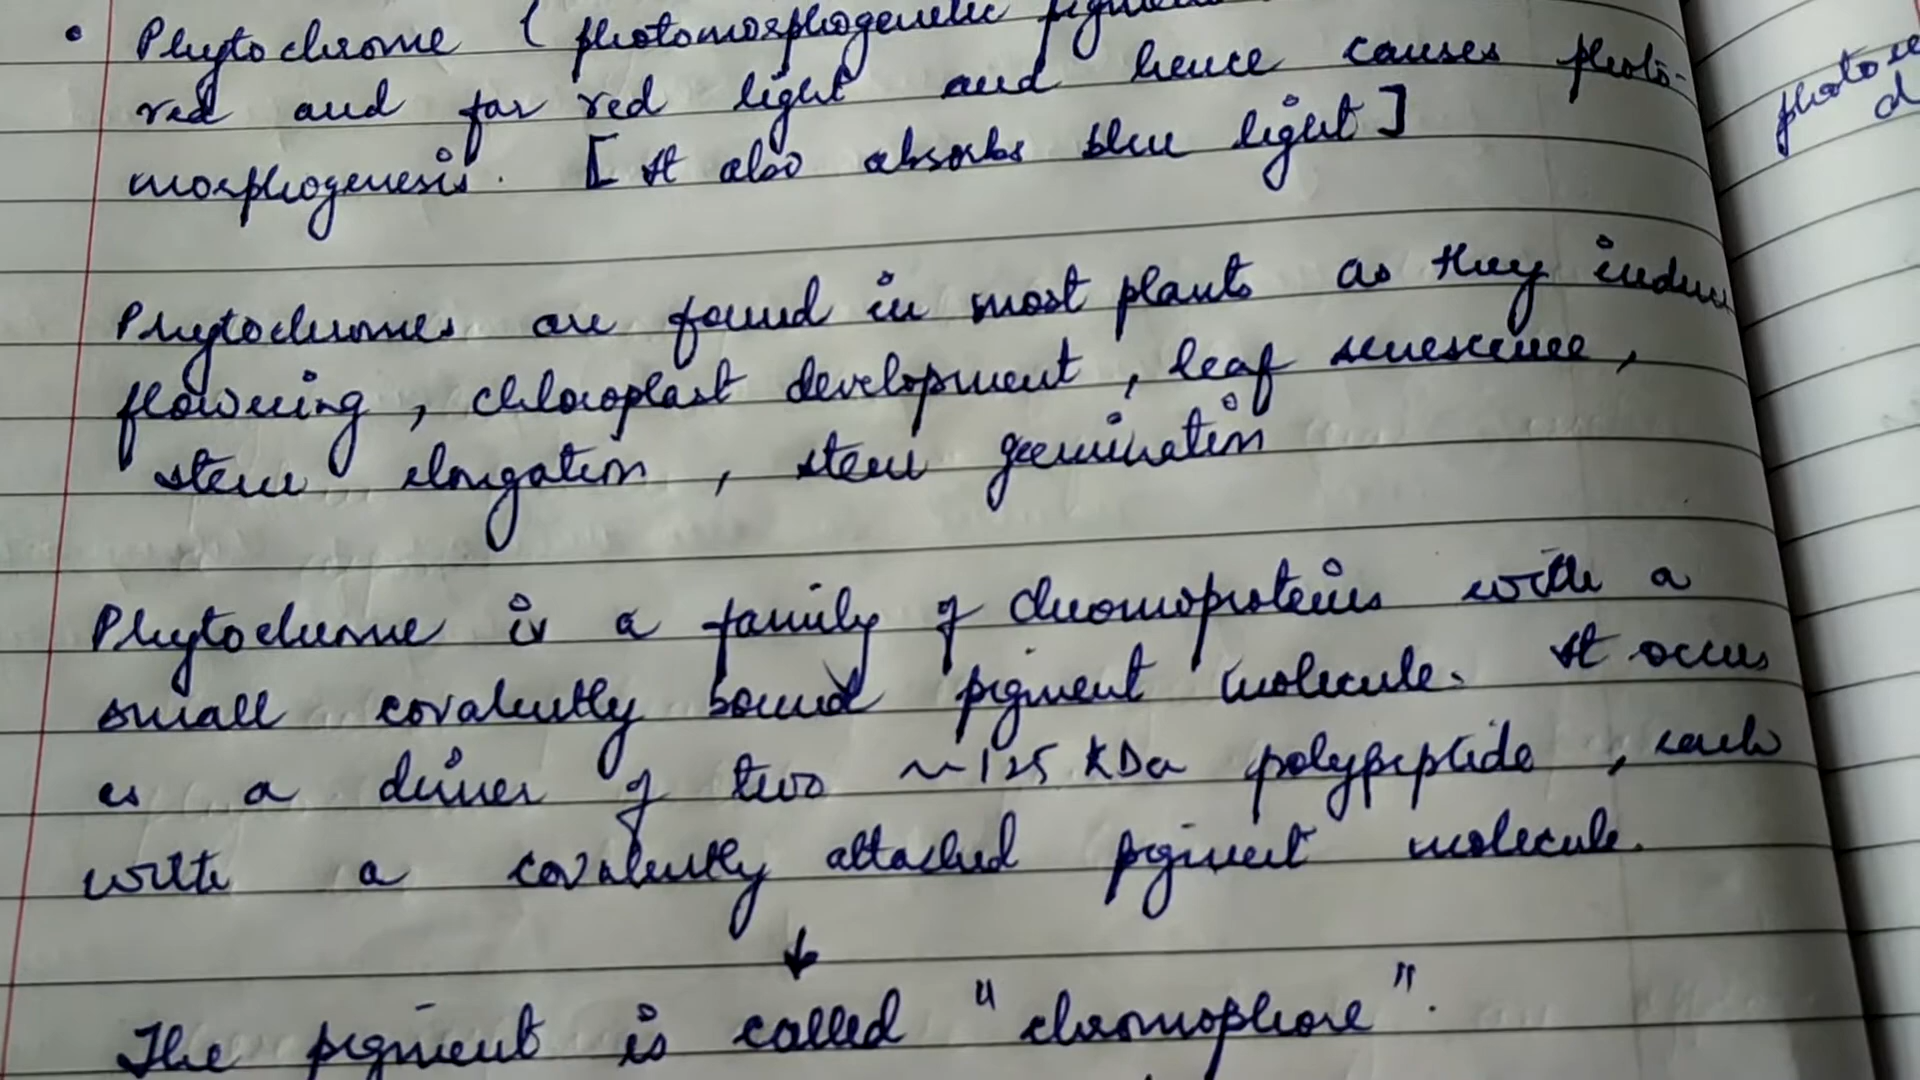 • Phytochrome ( photomorphogenetic
red and far red light and hence causes photo-
morphogenesis. [ It also absorbs blue light ]
Phytochromes are found in most plants as they induce
flowering, chloroplast development, leaf senescence,
stem elongation, stem germination
Phytochrome is a family of chromoproteins with a
small covalently bound pigment molecule. It occurs
as a dimer of two ~125 kDa polypeptide, each
with a covalently attached pigment molecule.
↓
The pigment is called "chromophore".